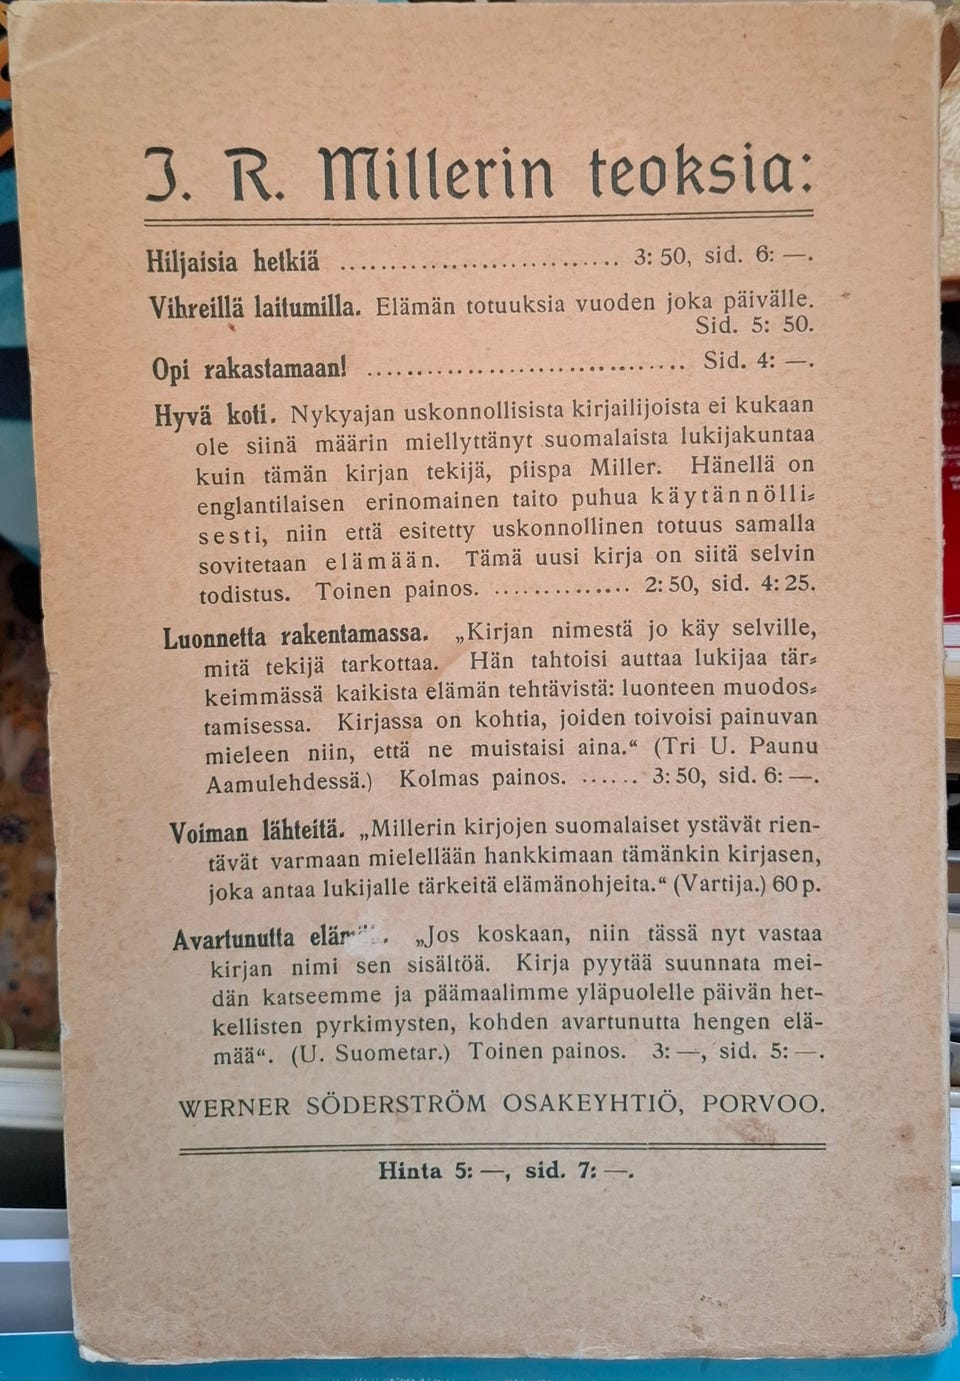 J. R. Millerin teoksia:
Hiljaisia hetkiä ............................ 3: 50, sid. 6: —.
Vihreillä laitumilla. Elämän totuuksia vuoden joka päivälle.
Sid. 5: 50.
Opi rakastamaan! ................................ Sid. 4: —.
Hyvä koti. Nykyajan uskonnollisista kirjailijoista ei kukaan
ole siinä määrin miellyttänyt suomalaista lukijakuntaa
kuin tämän kirjan tekijä, piispa Miller. Hänellä on
englantilaisen erinomainen taito puhua käytännölli-
sesti, niin että esitetty uskonnollinen totuus samalla
sovitetaan elämään. Tämä uusi kirja on siitä selvin
todistus. Toinen painos. .............. 2: 50, sid. 4: 25.
Luonnetta rakentamassa. „Kirjan nimestä jo käy selville,
mitä tekijä tarkottaa. Hän tahtoisi auttaa lukijaa tär-
keimmässä kaikista elämän tehtävistä: luonteen muodos-
tamisessa. Kirjassa on kohtia, joiden toivoisi painuvan
mieleen niin, että ne muistaisi aina.“ (Tri U. Paunu
Aamulehdessä.) Kolmas painos. ...... 3: 50, sid. 6: —.
Voiman lähteitä. „Millerin kirjojen suomalaiset ystävät rien-
tävät varmaan mielellään hankkimaan tämänkin kirjasen,
joka antaa lukijalle tärkeitä elämänohjeita.“ (Vartija.) 60 p.
Avartunutta „Jos koskaan, niin tässä nyt vastaa
kirjan nimi sen sisältöä. Kirja pyytää suunnata mei-
dän katseemme ja päämaalimme yläpuolelle päivän het-
kellisten pyrkimysten, kohden avartunutta hengen elä-
mää“. (U. Suometar.) Toinen painos. 3: —, sid. 5: —.
WERNER SÖDERSTRÖM OSAKEYHTIÖ, PORVOO.
Hinta 5: —, sid. 7: —.